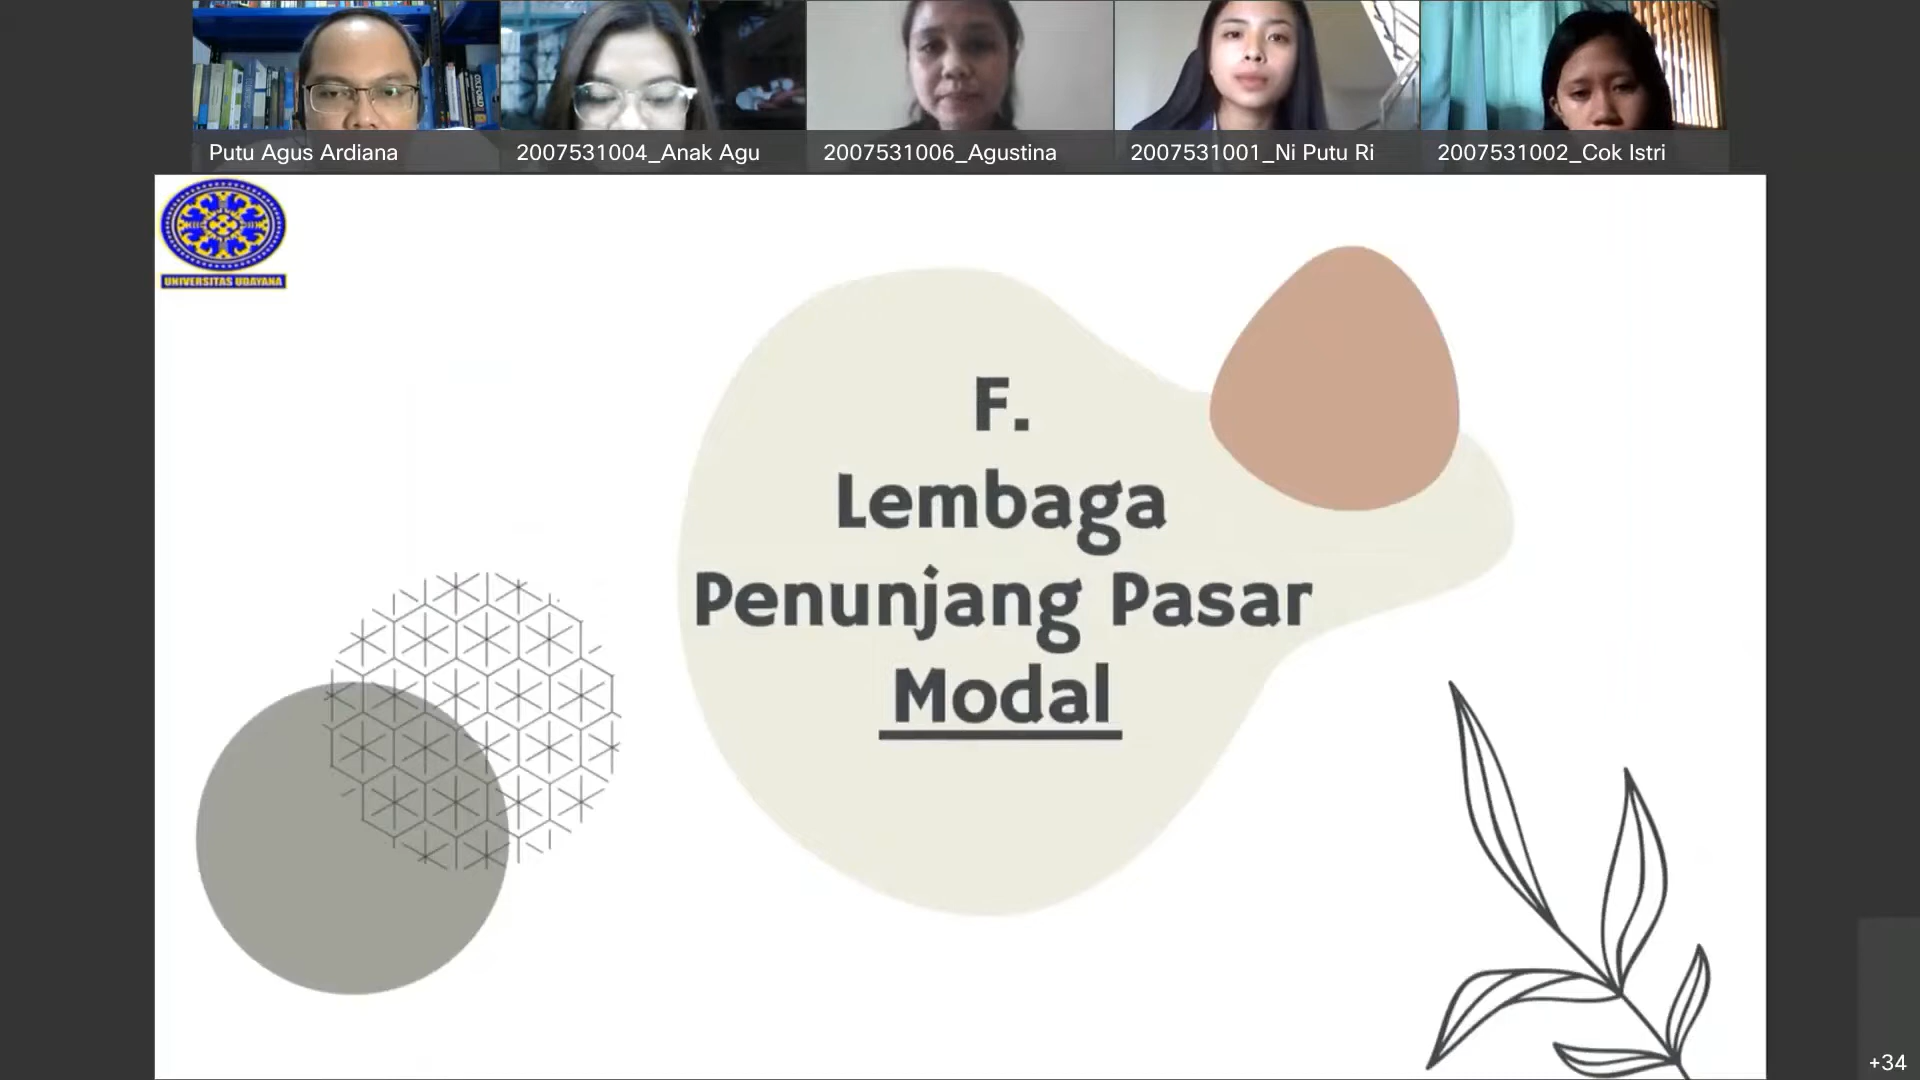 Putu Agus Ardiana
2007531004_Anak Agu
2007531006_Agustina
2007531001_Ni Putu Ri
2007531002_Cok Istri
UNIVERSITAS UDAYANA
F.
Lembaga
Penunjang Pasar
Modal
+34